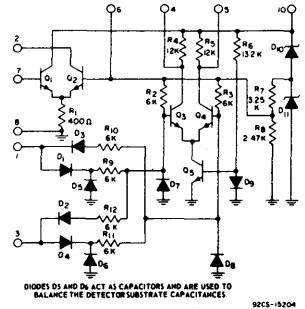 6 4 5 10
2
7
8
1
3
R4 12K
R5 12K
R6 13.2K
D10
Q1 Q2
R2 6K
R3 6K
R7 3.25K
D11
R1 400Ω
Q3 Q4
R8 2.47K
D3
R10 6K
D1
R9 6K
D5
D7
Q5
D9
D2
R12 6K
D4
R11 6K
D6
D8
DIODES D5 AND D6 ACT AS CAPACITORS AND ARE USED TO
BALANCE THE DETECTOR SUBSTRATE CAPACITANCES.
92CS-15204